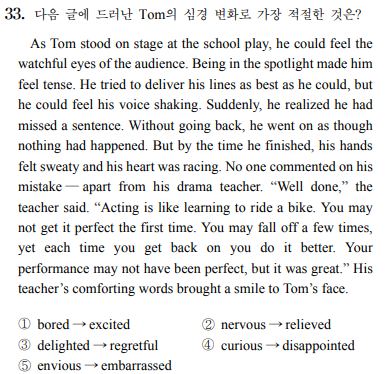 33. 다음 글에 드러난 Tom의 심경 변화로 가장 적절한 것은?
As Tom stood on stage at the school play, he could feel the
watchful eyes of the audience. Being in the spotlight made him
feel tense. He tried to deliver his lines as best as he could, but
he could feel his voice shaking. Suddenly, he realized he had
missed a sentence. Without going back, he went on as though
nothing had happened. But by the time he finished, his hands
felt sweaty and his heart was racing. No one commented on his
mistake — apart from his drama teacher. “Well done,” the
teacher said. “Acting is like learning to ride a bike. You may
not get it perfect the first time. You may fall off a few times,
yet each time you get back on you do it better. Your
performance may not have been perfect, but it was great.” His
teacher’s comforting words brought a smile to Tom’s face.
① bored → excited ② nervous → relieved
③ delighted → regretful ④ curious → disappointed
⑤ envious → embarrassed